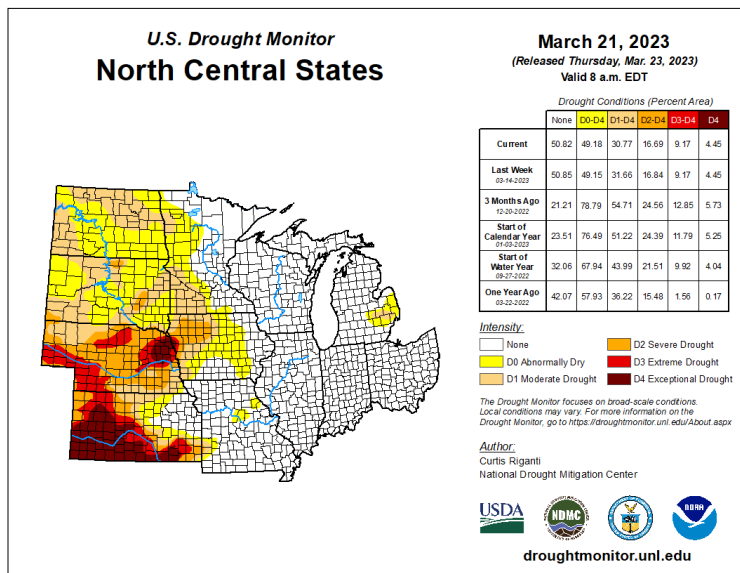 U.S. Drought Monitor
North Central States
March 21, 2023
(Released Thursday, Mar. 23, 2023)
Valid 8 a.m. EDT
Drought Conditions (Percent Area)
None D0-D4 D1-D4 D2-D4 D3-D4 D4
Current 50.82 49.18 30.77 16.69 9.17 4.45
Last Week
03-14-2023
50.85 49.15 31.66 16.84 9.17 4.45
3 Months Ago
12-20-2022
21.21 78.79 54.71 24.56 12.85 5.73
Start of
Calendar Year
01-03-2023
23.51 76.49 51.22 24.39 11.79 5.25
Start of
Water Year
09-27-2022
32.06 67.94 43.99 21.51 9.92 4.04
One Year Ago
03-22-2022
42.07 57.93 36.22 15.48 1.56 0.17
Intensity:
None
D0 Abnormally Dry
D1 Moderate Drought
D2 Severe Drought
D3 Extreme Drought
D4 Exceptional Drought
The Drought Monitor focuses on broad-scale conditions.
Local conditions may vary. For more information on the
Drought Monitor, go to https://droughtmonitor.unl.edu/About.aspx
Author:
Curtis Riganti
National Drought Mitigation Center
USDA
NDMC
NOAA
droughtmonitor.unl.edu